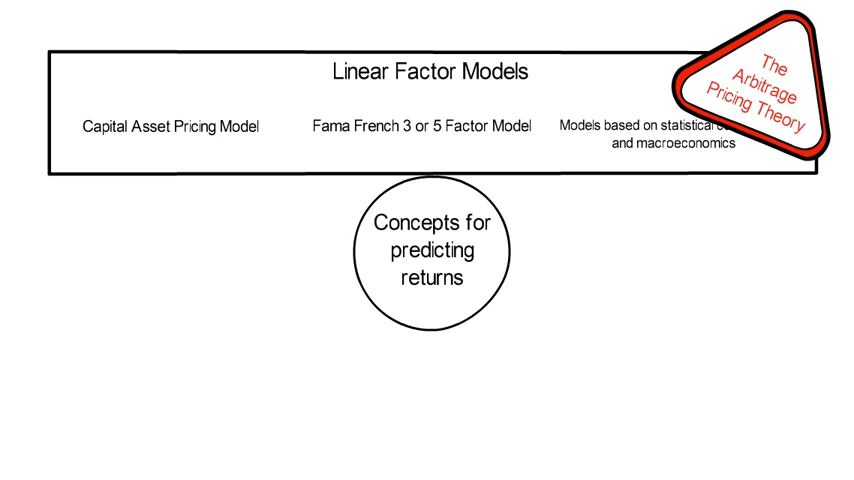 Linear Factor Models
The
Arbitrage
Pricing Theory
Capital Asset Pricing Model
Fama French 3 or 5 Factor Model
Models based on statistical
and macroeconomics
Concepts for
predicting
returns